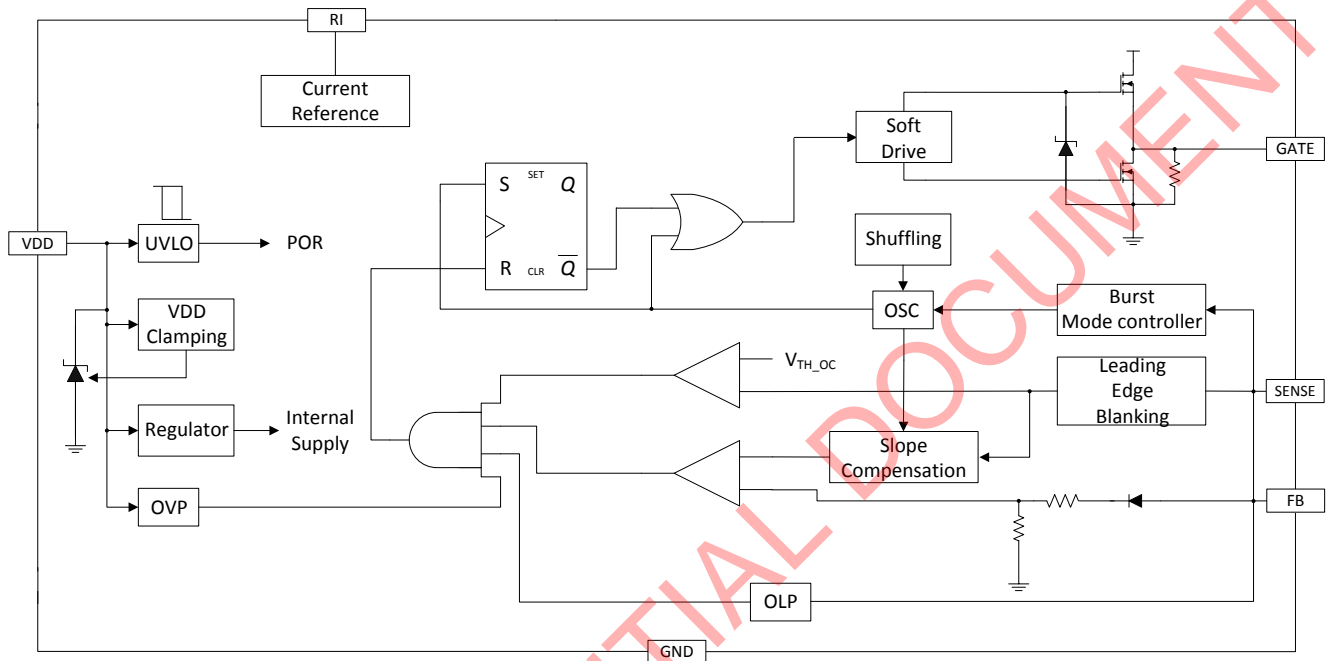 RI
Current
Reference
Soft
Drive
GATE
S SET Q
R CLR Q̅
Shuffling
VDD
UVLO
POR
OSC
Burst
Mode controller
VDD
Clamping
V_TH_OC
Leading
Edge
Blanking
SENSE
Regulator
Internal
Supply
Slope
Compensation
OVP
FB
OLP
GND
NTIAL DOCUMENT